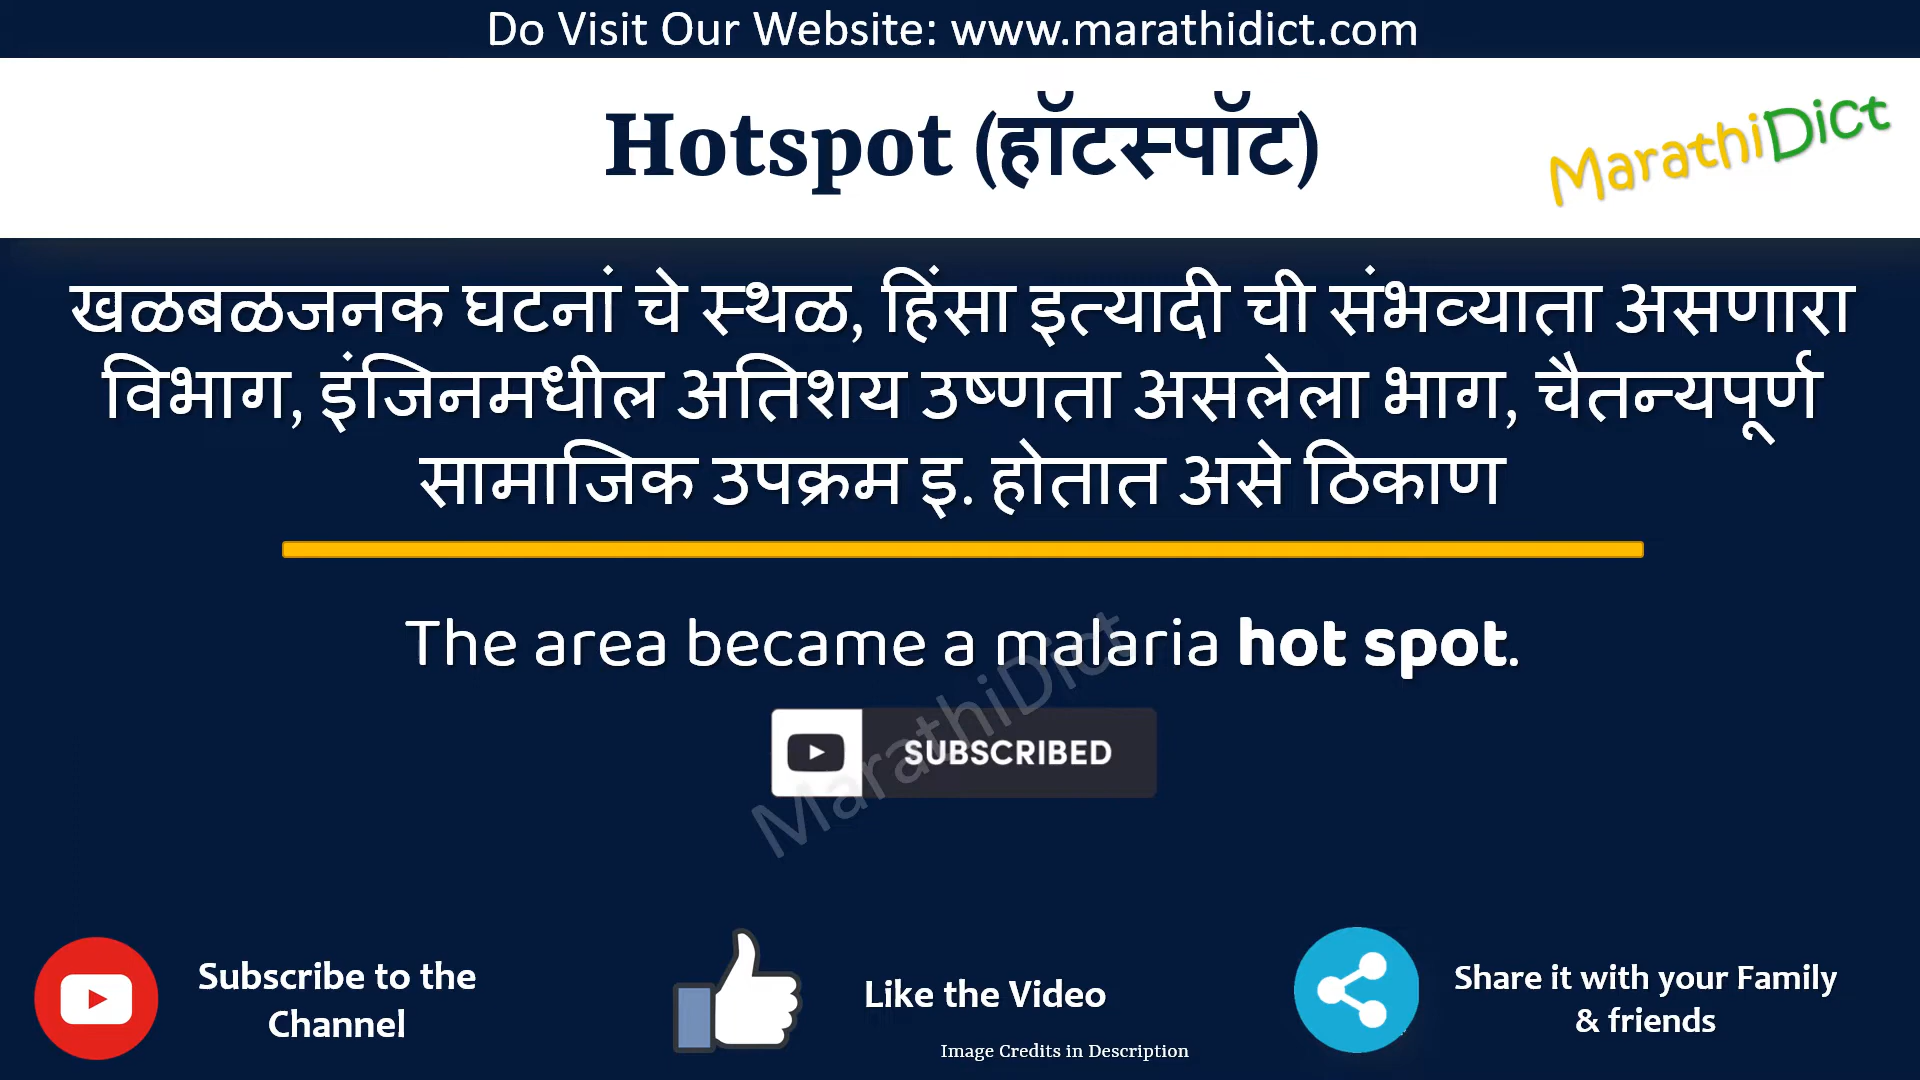 Do Visit Our Website: www.marathidict.com
Hotspot (हॉटस्पॉट)
MarathiDict
खळबळजनक घटनां चे स्थळ, हिंसा इत्यादी ची संभव्याता असणारा
विभाग, इंजिनमधील अतिशय उष्णता असलेला भाग, चैतन्यपूर्ण
सामाजिक उपक्रम इ. होतात असे ठिकाण
The area became a malaria hot spot.
MarathiDict
SUBSCRIBED
Subscribe to the
Channel
Like the Video
Share it with your Family
& friends
Image Credits in Description